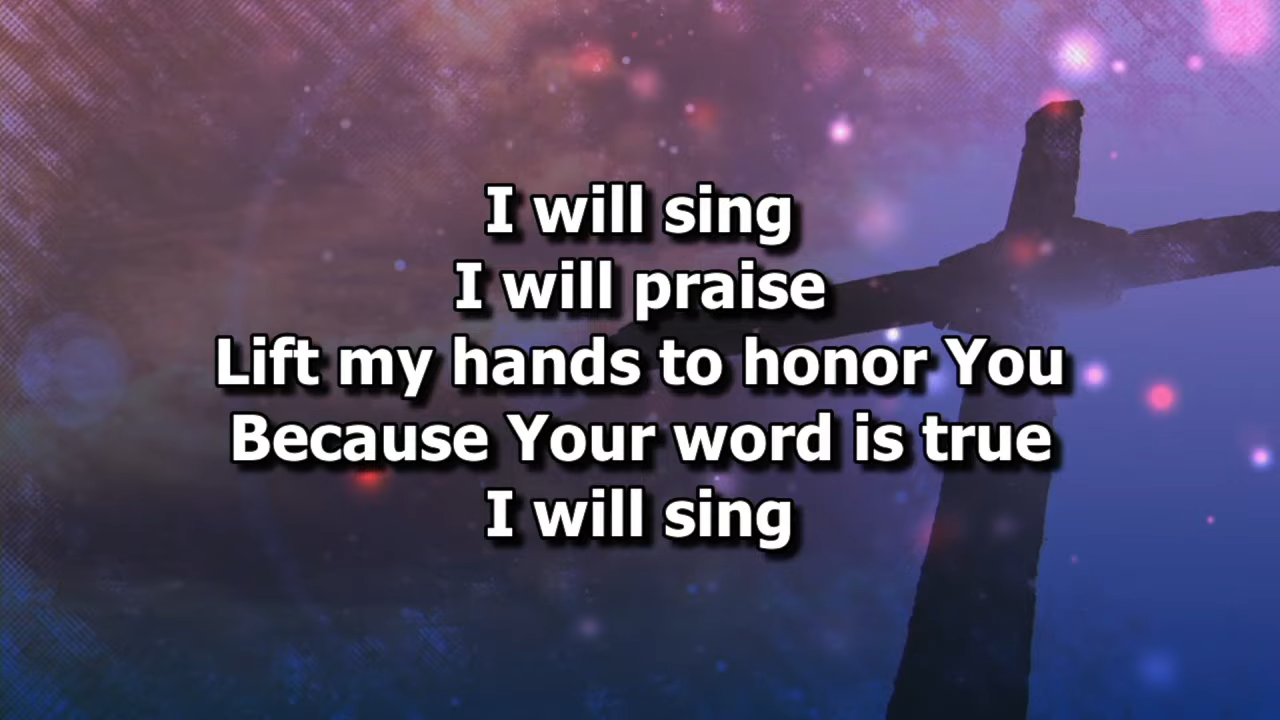 I will sing
I will praise
Lift my hands to honor You
Because Your word is true
I will sing